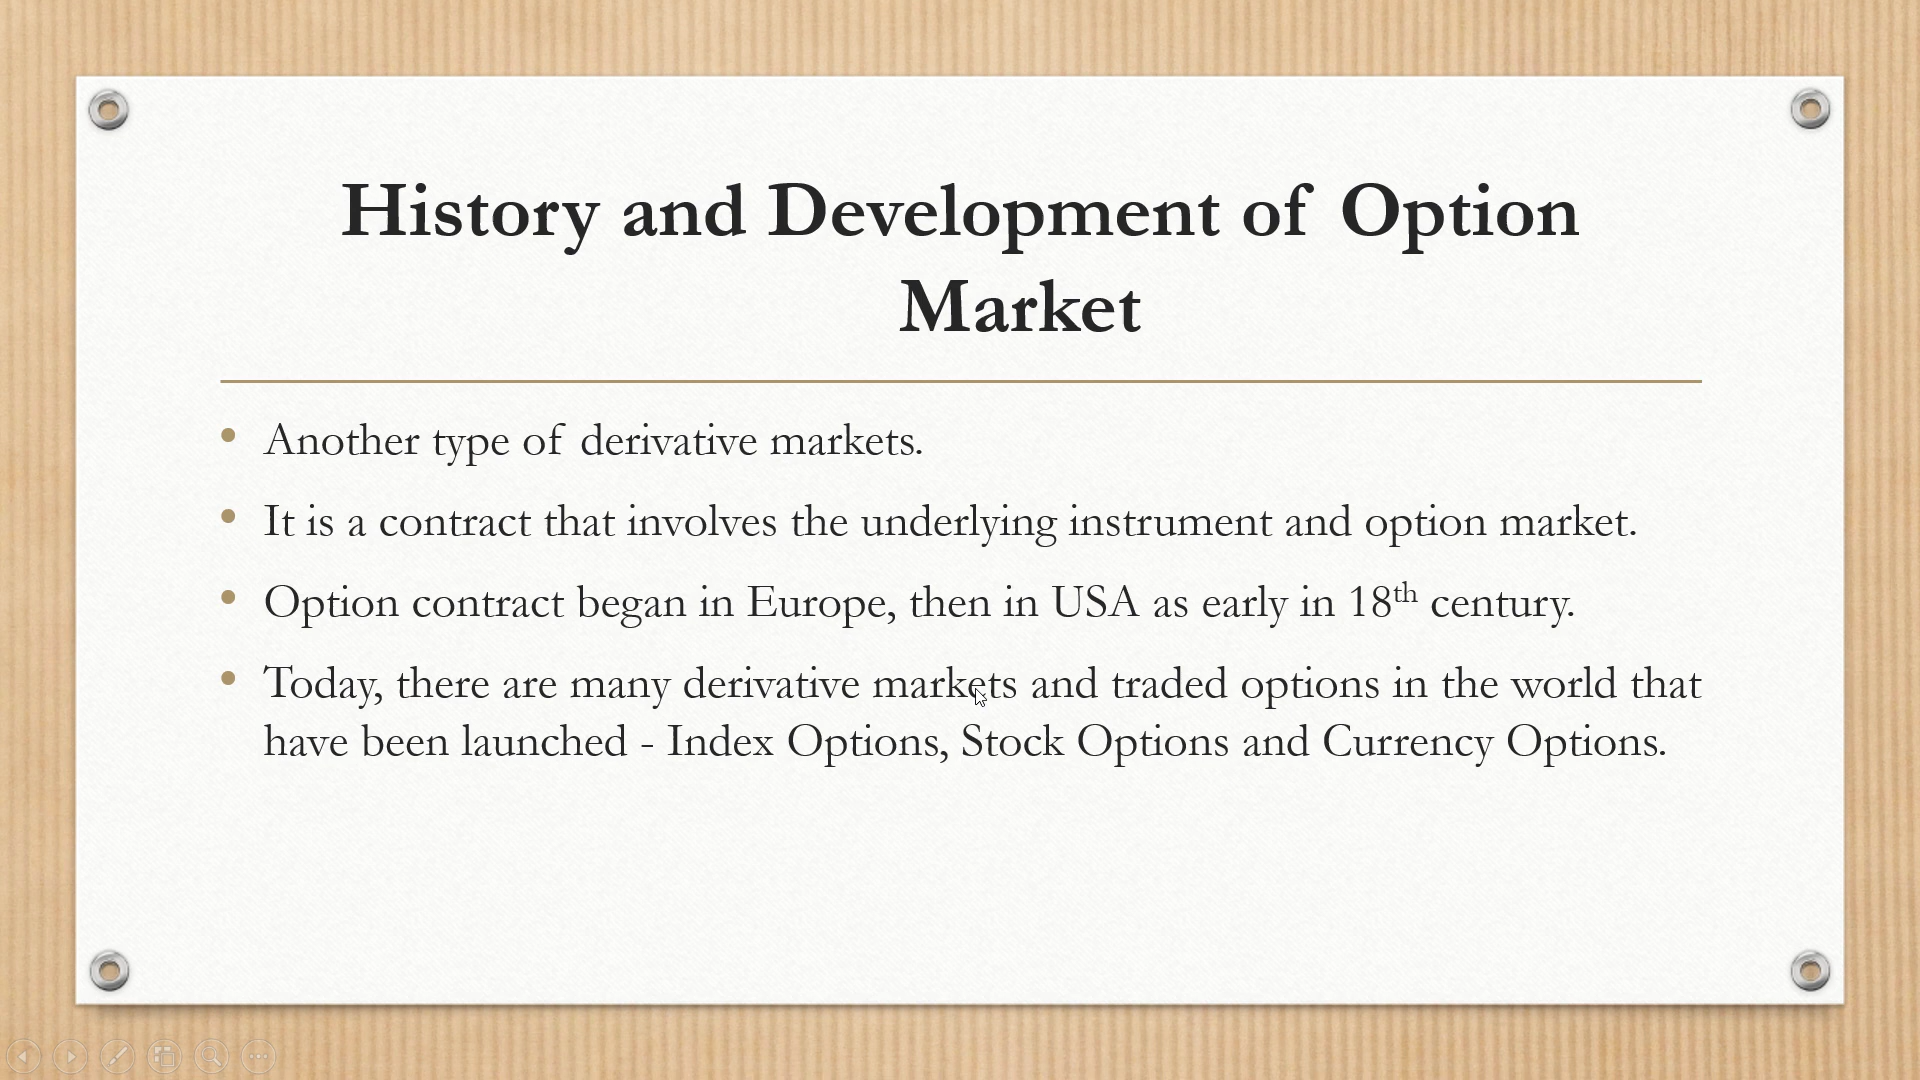 History and Development of Option
Market
• Another type of derivative markets.
• It is a contract that involves the underlying instrument and option market.
• Option contract began in Europe, then in USA as early in 18th century.
• Today, there are many derivative markets and traded options in the world that
have been launched - Index Options, Stock Options and Currency Options.